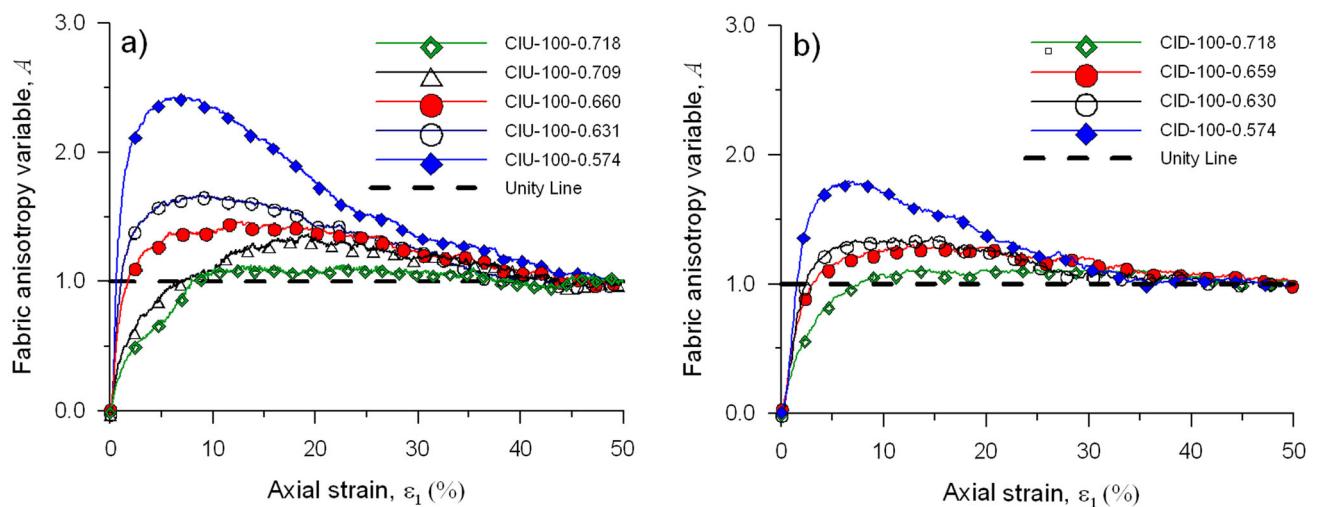 a)
CIU-100-0.718
CIU-100-0.709
CIU-100-0.660
CIU-100-0.631
CIU-100-0.574
Unity Line
3.0
2.0
1.0
0.0
Fabric anisotropy variable, A
0 10 20 30 40 50
Axial strain, ε1 (%)
b)
CID-100-0.718
CID-100-0.659
CID-100-0.630
CID-100-0.574
Unity Line
3.0
2.0
1.0
0.0
Fabric anisotropy variable, A
0 10 20 30 40 50
Axial strain, ε1 (%)